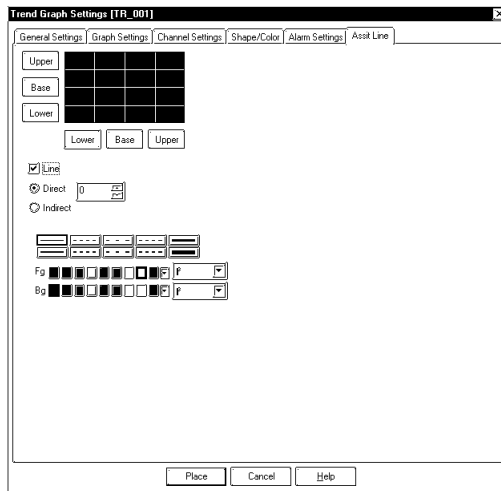 Trend Graph Settings [TR_001]
General Settings Graph Settings Channel Settings Shape/Color Alarm Settings Assit Line
Upper
Base
Lower
Lower Base Upper
Line
Direct 0
Indirect
Fg
Bg
Place Cancel Help